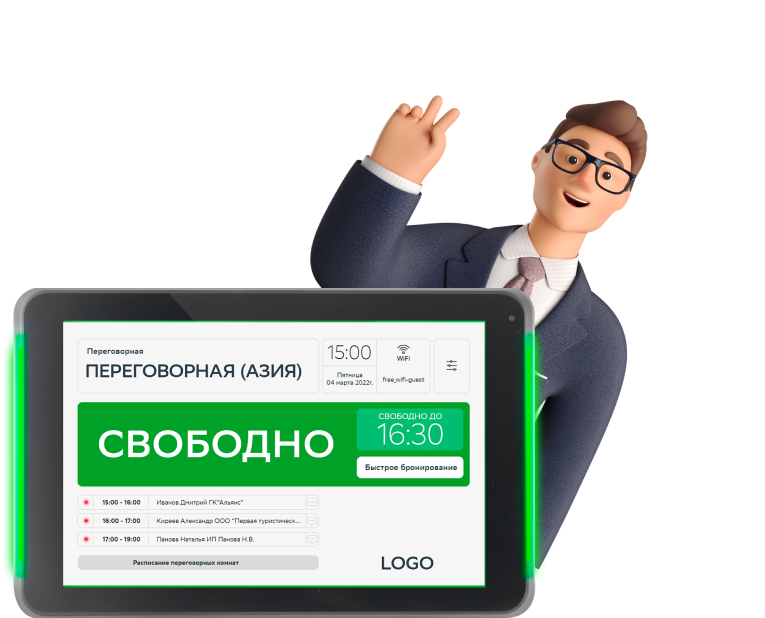 Переговорная
ПЕРЕГОВОРНАЯ (АЗИЯ)
15:00
Пятница
04 марта 2022г.
WiFi
free_wifi-guest
СВОБОДНО
СВОБОДНО ДО
16:30
Быстрое бронирование
15:00 - 16:00 Иванов Дмитрий ГК"Альянс"
16:00 - 17:00 Киреев Александр ООО "Первая туристическ...
17:00 - 19:00 Панова Наталья ИП Панова Н.В.
Расписание переговорных комнат
LOGO